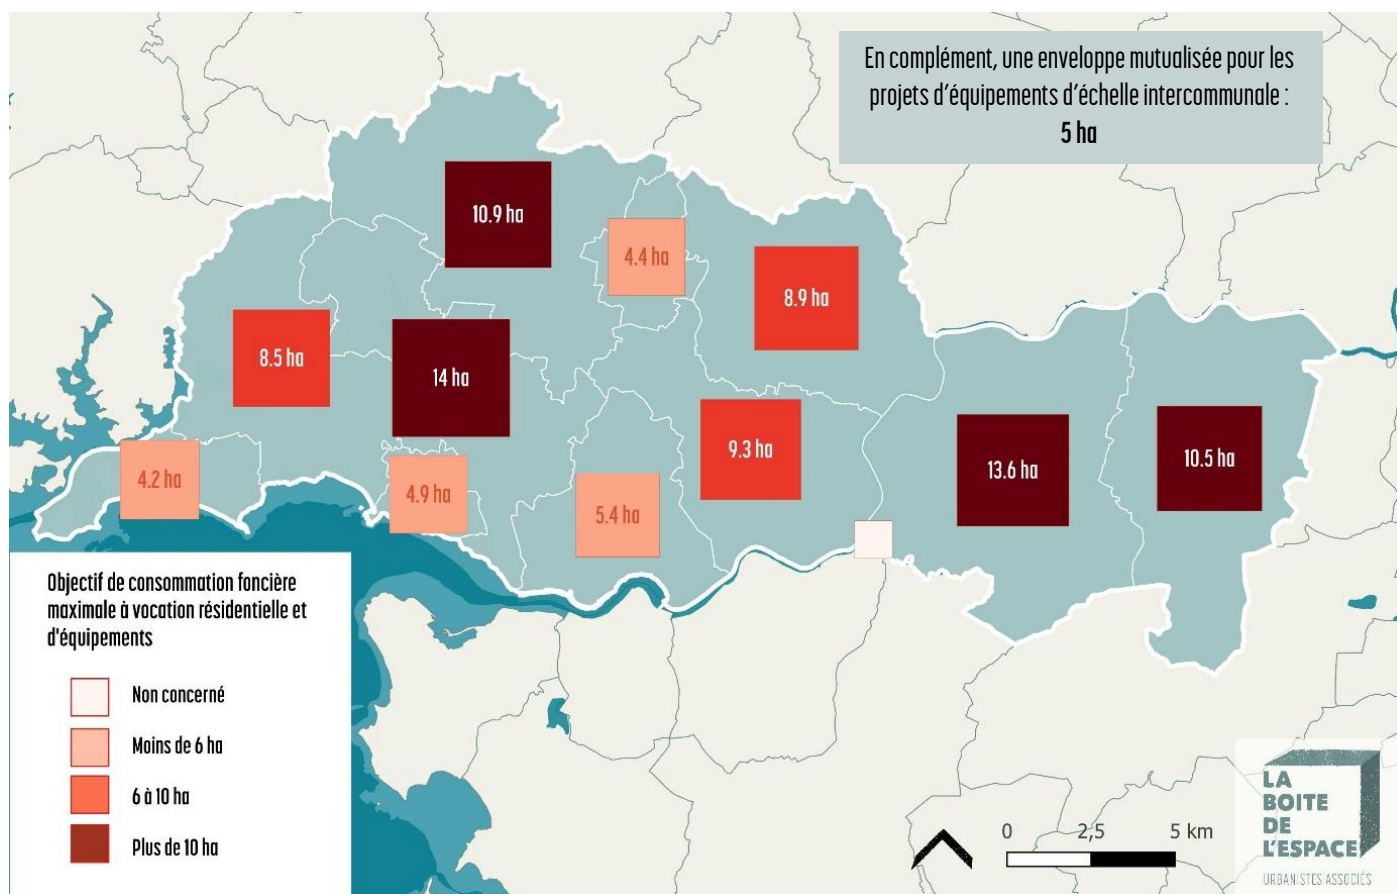 En complément, une enveloppe mutualisée pour les
projets d'équipements d'échelle intercommunale :
5 ha
10.9 ha
4.4 ha
8.9 ha
8.5 ha
14 ha
9.3 ha
13.6 ha
10.5 ha
4.2 ha
4.9 ha
5.4 ha
Objectif de consommation foncière
maximale à vocation résidentielle et
d'équipements
Non concerné
Moins de 6 ha
6 à 10 ha
Plus de 10 ha
0 2,5 5 km
LA
BOITE
DE
L'ESPACE
URBANISTES ASSOCIÉS